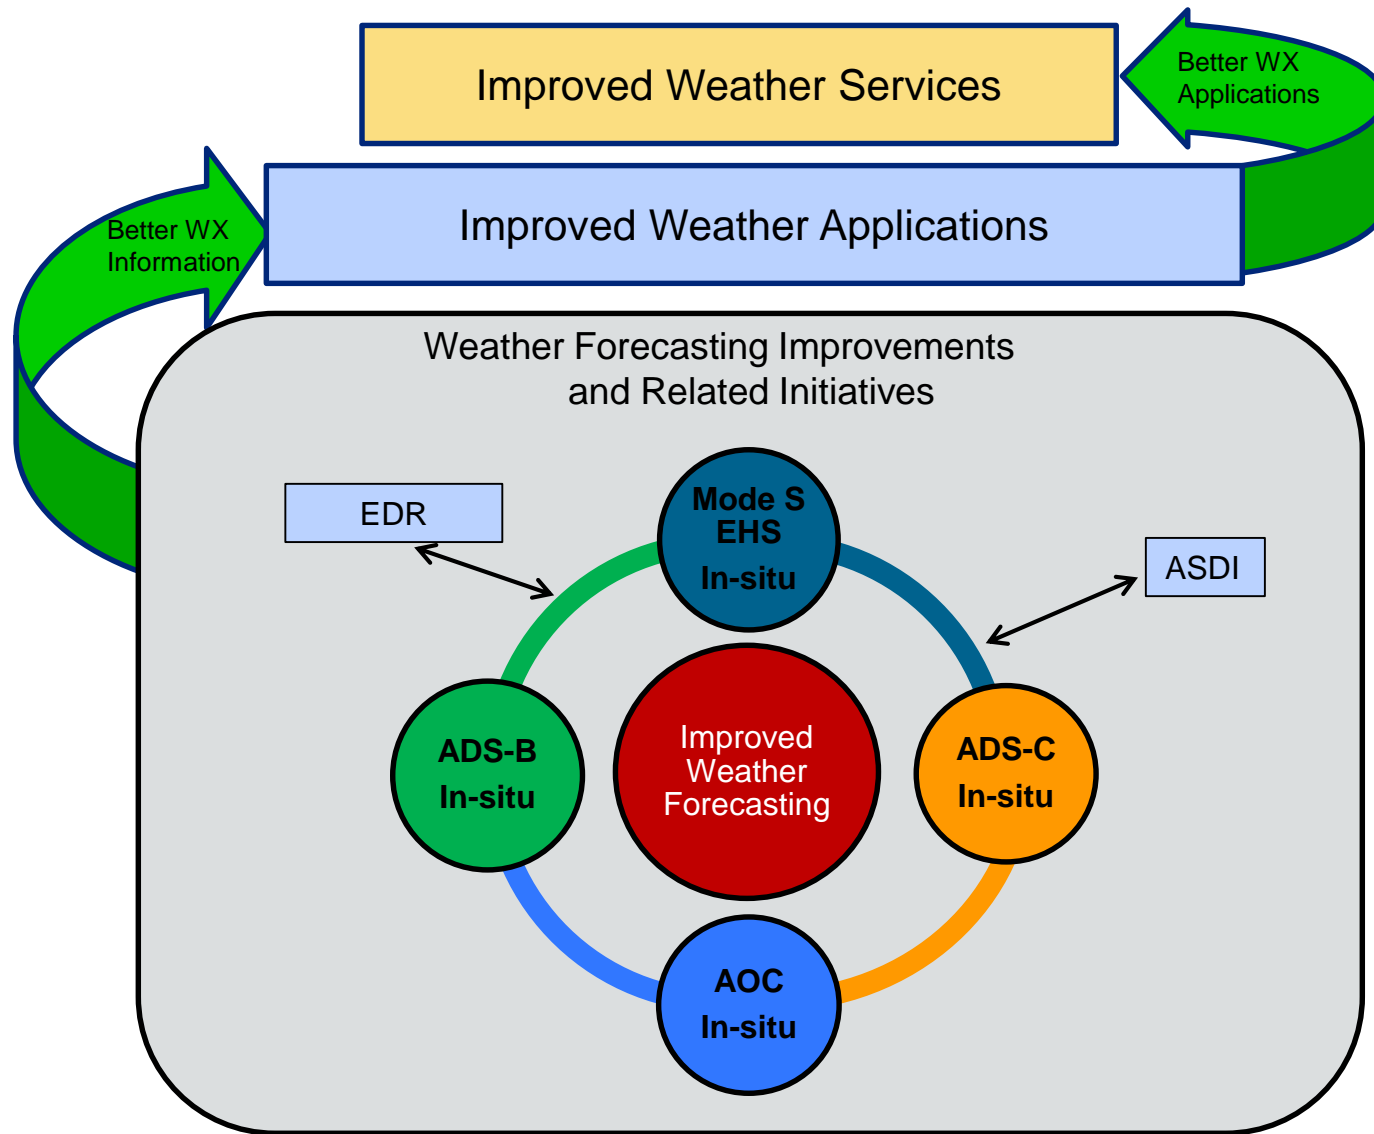 Improved Weather Services
Better WX
Applications
Improved Weather Applications
Better WX
Information
Weather Forecasting Improvements
and Related Initiatives
EDR
Mode S
EHS
In-situ
ASDI
ADS-B
In-situ
Improved
Weather
Forecasting
ADS-C
In-situ
AOC
In-situ